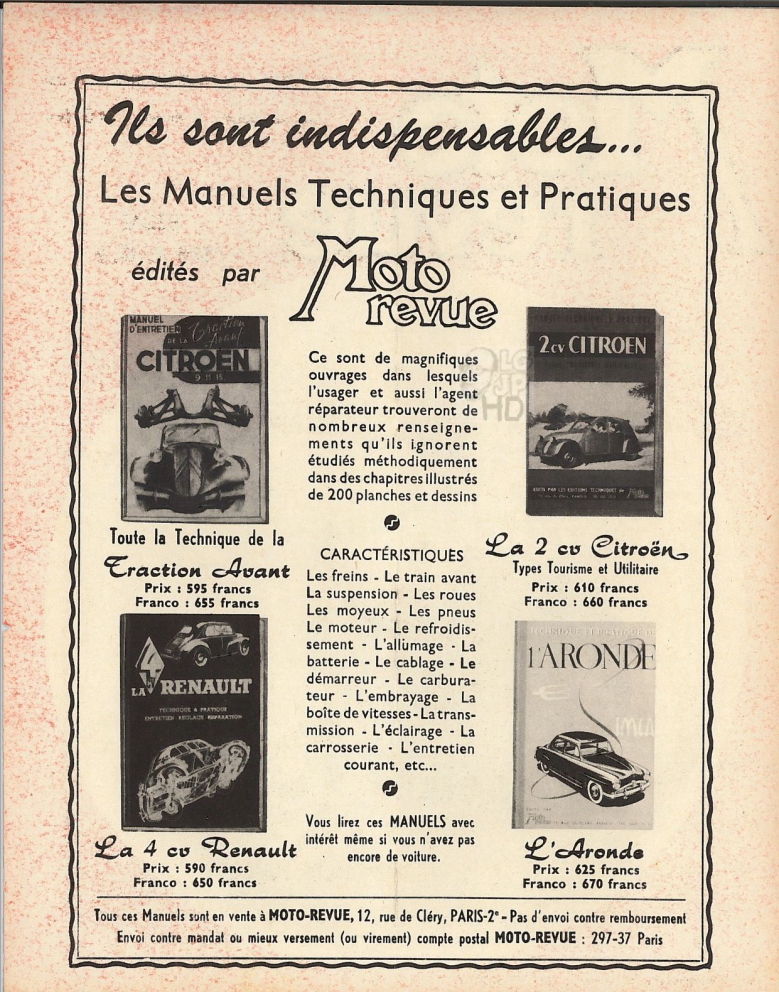 Ils sont indispensables...
Les Manuels Techniques et Pratiques
édités par
Moto
revue
MANUEL
D'ENTRETIEN
DE LA Traction
Avant
CITROËN
9 11 15
Toute la Technique de la
Traction Avant
Prix : 595 francs
Franco : 655 francs
LA 4 CV RENAULT
TECHNIQUE & PRATIQUE
ENTRETIEN RÉGLAGE RÉPARATION
La 4 cv Renault
Prix : 590 francs
Franco : 650 francs
Ce sont de magnifiques
ouvrages dans lesquels
l'usager et aussi l'agent
réparateur trouveront de
nombreux renseigne-
ments qu'ils ignorent
étudiés méthodiquement
dans des chapitres illustrés
de 200 planches et dessins
CARACTÉRISTIQUES
Les freins - Le train avant
La suspension - Les roues
Les moyeux - Les pneus
Le moteur - Le refroidis-
sement - L'allumage - La
batterie - Le cablage - Le
démarreur - Le carbura-
teur - L'embrayage - La
boîte de vitesses - La trans-
mission - L'éclairage - La
carrosserie - L'entretien
courant, etc...
Vous lirez ces MANUELS avec
intérêt même si vous n'avez pas
encore de voiture.
2cv CITROEN
La 2 cv Citroën
Types Tourisme et Utilitaire
Prix : 610 francs
Franco : 660 francs
l'ARONDE
L'Aronde
Prix : 625 francs
Franco : 670 francs
Tous ces Manuels sont en vente à MOTO-REVUE, 12, rue de Cléry, PARIS-2e - Pas d'envoi contre remboursement
Envoi contre mandat ou mieux versement (ou virement) compte postal MOTO-REVUE : 297-37 Paris